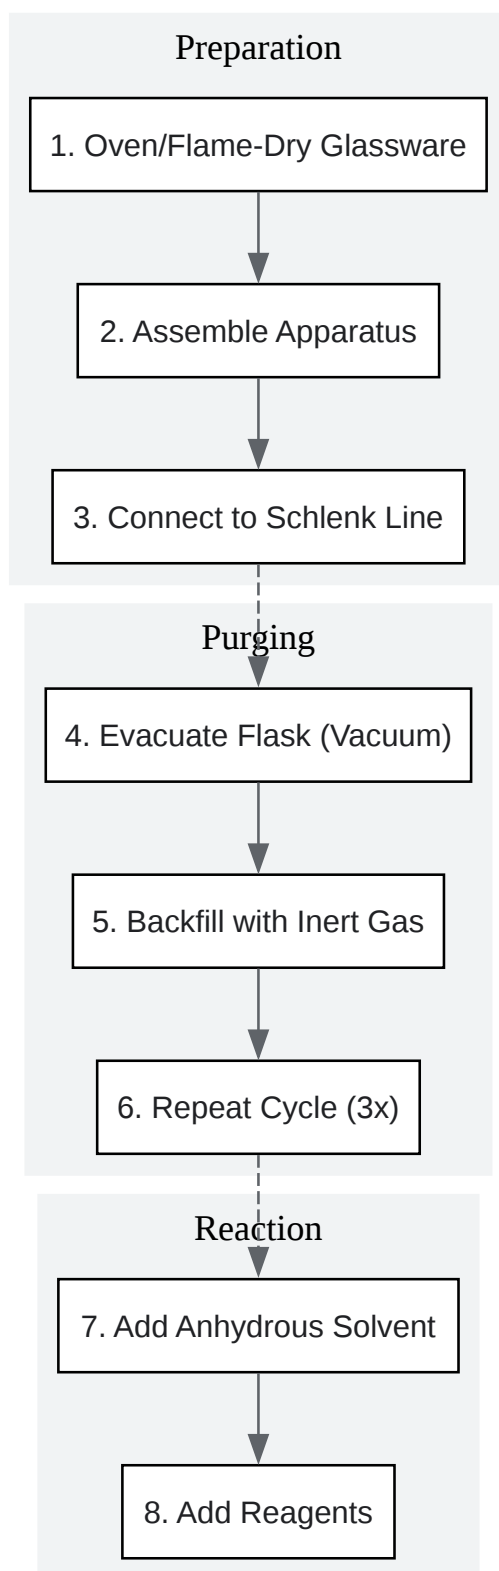 Preparation
1. Oven/Flame-Dry Glassware
2. Assemble Apparatus
3. Connect to Schlenk Line
Purging
4. Evacuate Flask (Vacuum)
5. Backfill with Inert Gas
6. Repeat Cycle (3x)
Reaction
7. Add Anhydrous Solvent
8. Add Reagents